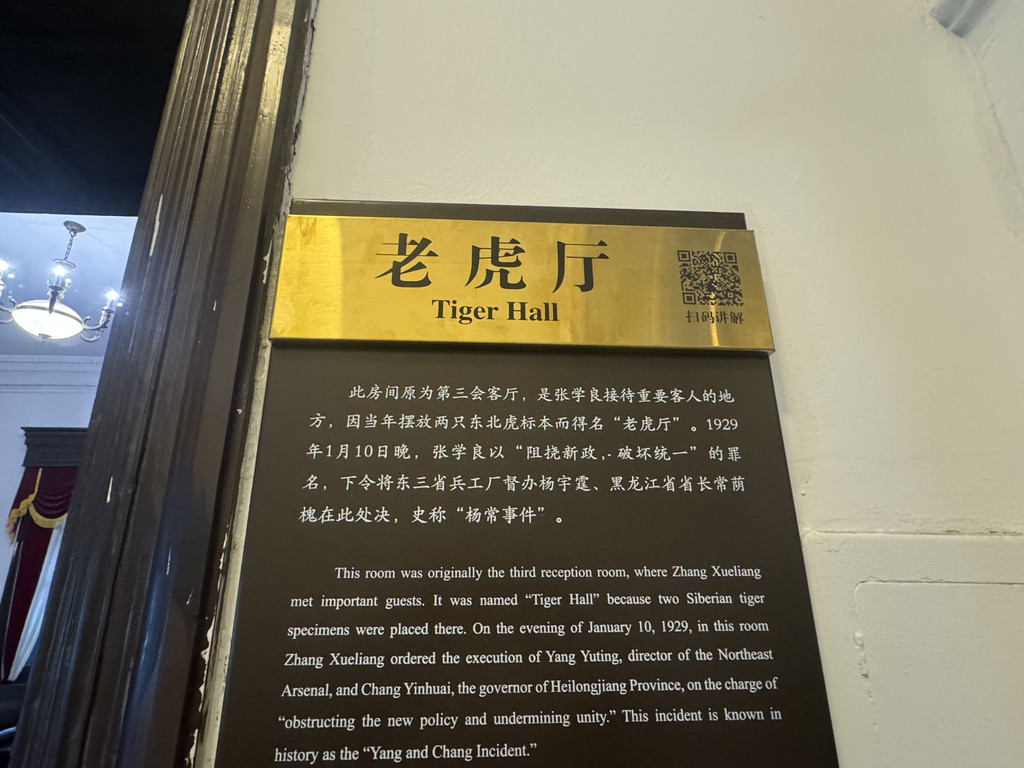 老虎厅
Tiger Hall
扫码讲解
此房间原为第三会客厅，是张学良接待重要客人的地
方，因当年摆放两只东北虎标本而得名“老虎厅”。1929
年1月10日晚，张学良以“阻挠新政，破坏统一”的罪
名，下令将东三省兵工厂督办杨宇霆、黑龙江省省长常荫
槐在此处决，史称“杨常事件”。
This room was originally the third reception room, where Zhang Xueliang
met important guests. It was named “Tiger Hall” because two Siberian tiger
specimens were placed there. On the evening of January 10, 1929, in this room
Zhang Xueliang ordered the execution of Yang Yuting, director of the Northeast
Arsenal, and Chang Yinhuai, the governor of Heilongjiang Province, on the charge of
“obstructing the new policy and undermining unity.” This incident is known in
history as the “Yang and Chang Incident.”